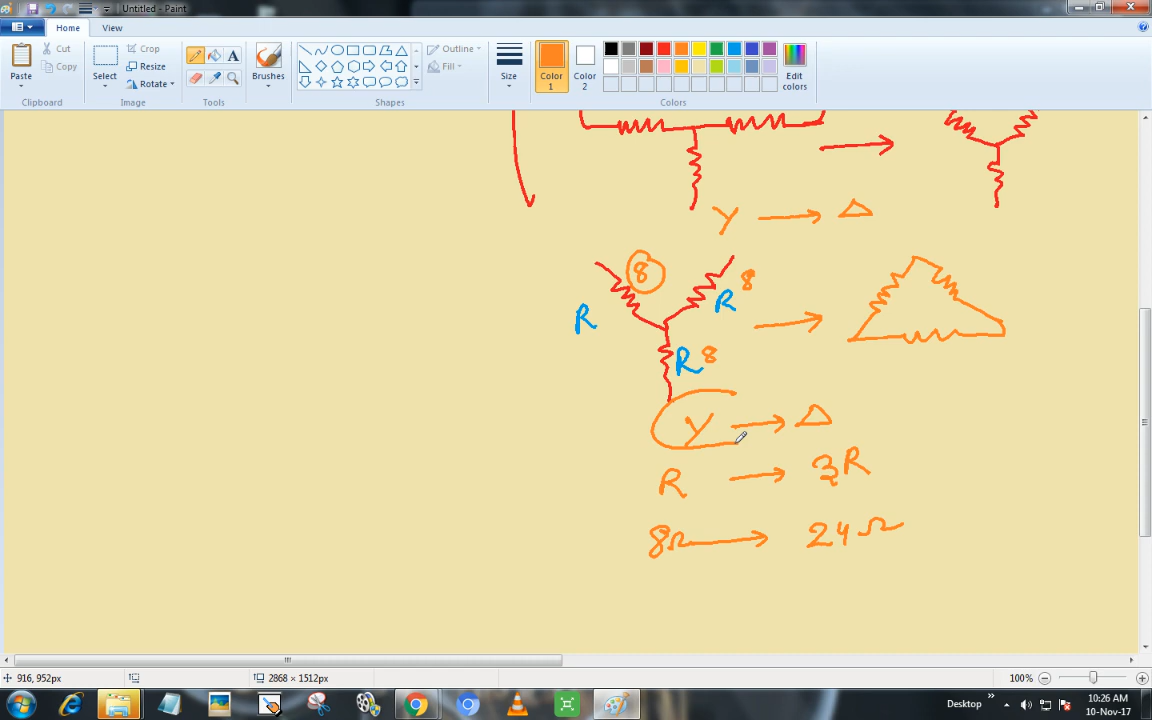 Untitled - Paint
Home View
Paste
Cut
Copy
Clipboard
Select
Crop
Resize
Rotate
Image
A
Tools
Brushes
Outline
Fill
Shapes
Size
Color 1
Color 2
Edit colors
Colors
Y → Δ
8
8
R
R
R 8
Y → Δ
R → 3R
8Ω → 24Ω
916, 952px
2868 × 1512px
100%
Desktop
»
10:26 AM
10-Nov-17